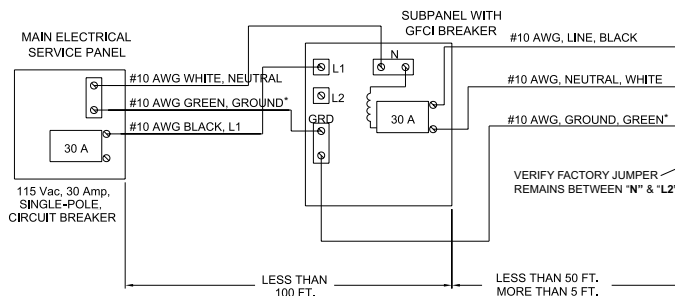 MAIN ELECTRICAL
SERVICE PANEL
SUBPANEL WITH
GFCI BREAKER
#10 AWG, LINE, BLACK
N
L1
#10 AWG WHITE, NEUTRAL
#10 AWG, NEUTRAL, WHITE
L2
#10 AWG GREEN, GROUND*
GRD
30 A
#10 AWG, GROUND, GREEN*
#10 AWG BLACK, L1
30 A
115 Vac, 30 Amp,
SINGLE-POLE,
CIRCUIT BREAKER
VERIFY FACTORY JUMPER
REMAINS BETWEEN "N" & "L2"
LESS THAN
100 FT.
LESS THAN 50 FT.
MORE THAN 5 FT.